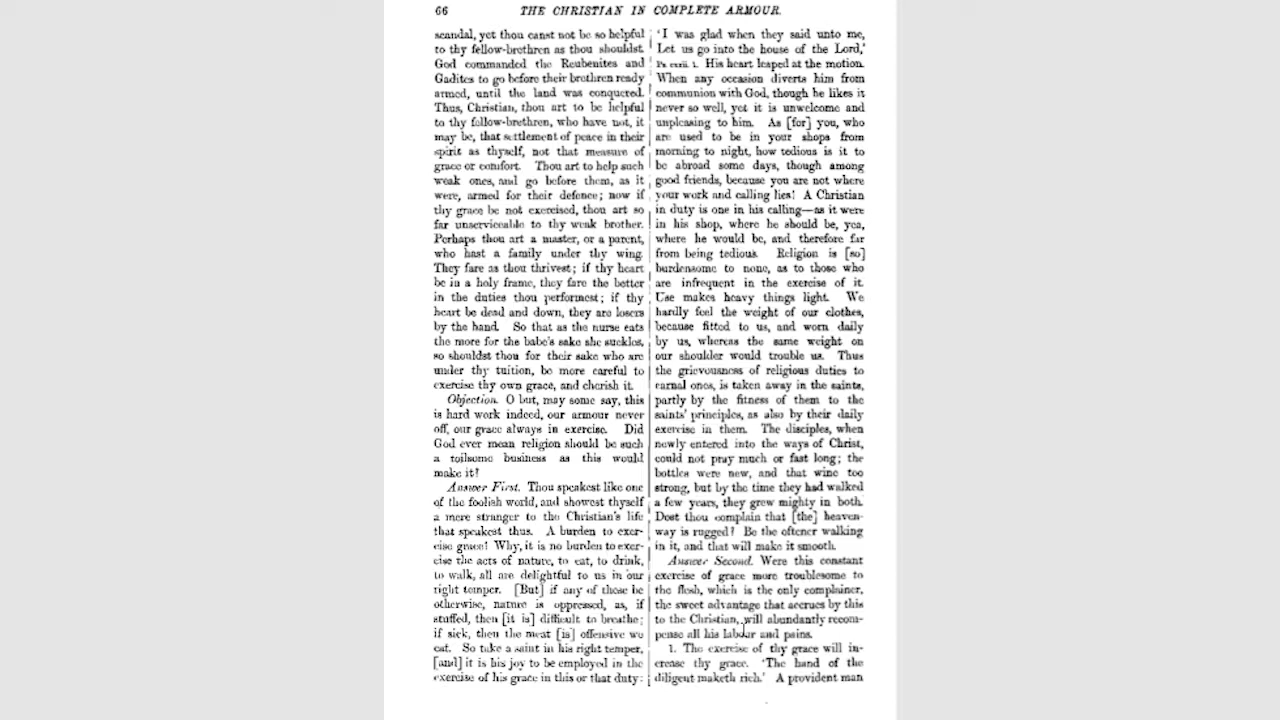 66
THE CHRISTIAN IN COMPLETE ARMOUR.
scandal, yet thou canst not be so helpful
to thy fellow-brethren as thou shouldst.
God commanded the Reubenites and
Gadites to go before their brethren ready
armed, until the land was conquered.
Thus, Christian, thou art to be helpful
to thy fellow-brethren, who have not, it
may be, that settlement of peace in their
spirit as thyself, not that measure of
grace or comfort. Thou art to help such
weak ones, and go before them, as it
were, armed for their defence; now if
thy grace be not exercised, thou art so
far unserviceable to thy weak brother.
Perhaps thou art a master, or a parent,
who hast a family under thy wing.
They fare as thou thrivest; if thy heart
be in a holy frame, they fare the better
in the duties thou performest; if thy
heart be dead and down, they are losers
by the hand. So that as the nurse eats
the more for the babe's sake she suckles,
so shouldst thou for their sake who are
under thy tuition, be more careful to
exercise thy own grace, and cherish it.
Objection. O but, may some say, this
is hard work indeed, our armour never
off, our grace always in exercise. Did
God ever mean religion should be such
a toilsome business as this would
make it?
Answer First. Thou speakest like one
of the foolish world, and showest thyself
a mere stranger to the Christian's life
that speakest thus. A burden to exer-
cise grace! Why, it is no burden to exer-
cise the acts of nature, to eat, to drink,
to walk, all are delightful to us in our
right temper. [But] if any of these be
otherwise, nature is oppressed, as, if
stuffed, then [it is] difficult to breathe;
if sick, then the meat [is] offensive we
eat. So take a saint in his right temper,
[and] it is his joy to be employed in the
exercise of his grace in this or that duty:
'I was glad when they said unto me,
Let us go into the house of the Lord,'
Ps. cxxii. 1. His heart leaped at the motion.
When any occasion diverts him from
communion with God, though he likes it
never so well, yet it is unwelcome and
unpleasing to him. As [for] you, who
are used to be in your shops from
morning to night, how tedious is it to
be abroad some days, though among
good friends, because you are not where
your work and calling lies! A Christian
in duty is one in his calling—as it were
in his shop, where he should be, yea,
where he would be, and therefore far
from being tedious. Religion is [so]
burdensome to none, as to those who
are infrequent in the exercise of it.
Use makes heavy things light. We
hardly feel the weight of our clothes,
because fitted to us, and worn daily
by us, whereas the same weight on
our shoulder would trouble us. Thus
the grievousness of religious duties to
carnal ones, is taken away in the saints,
partly by the fitness of them to the
saints' principles, as also by their daily
exercise in them. The disciples, when
newly entered into the ways of Christ,
could not pray much or fast long; the
bottles were new, and that wine too
strong, but by the time they had walked
a few years, they grew mighty in both.
Dost thou complain that [the] heaven-
way is rugged? Be the oftener walking
in it, and that will make it smooth.
Answer Second. Were this constant
exercise of grace more troublesome to
the flesh, which is the only complainer,
the sweet advantage that accrues by this
to the Christian, will abundantly recom-
pense all his labour and pains.
1. The exercise of thy grace will in-
crease thy grace. 'The hand of the
diligent maketh rich.' A provident man